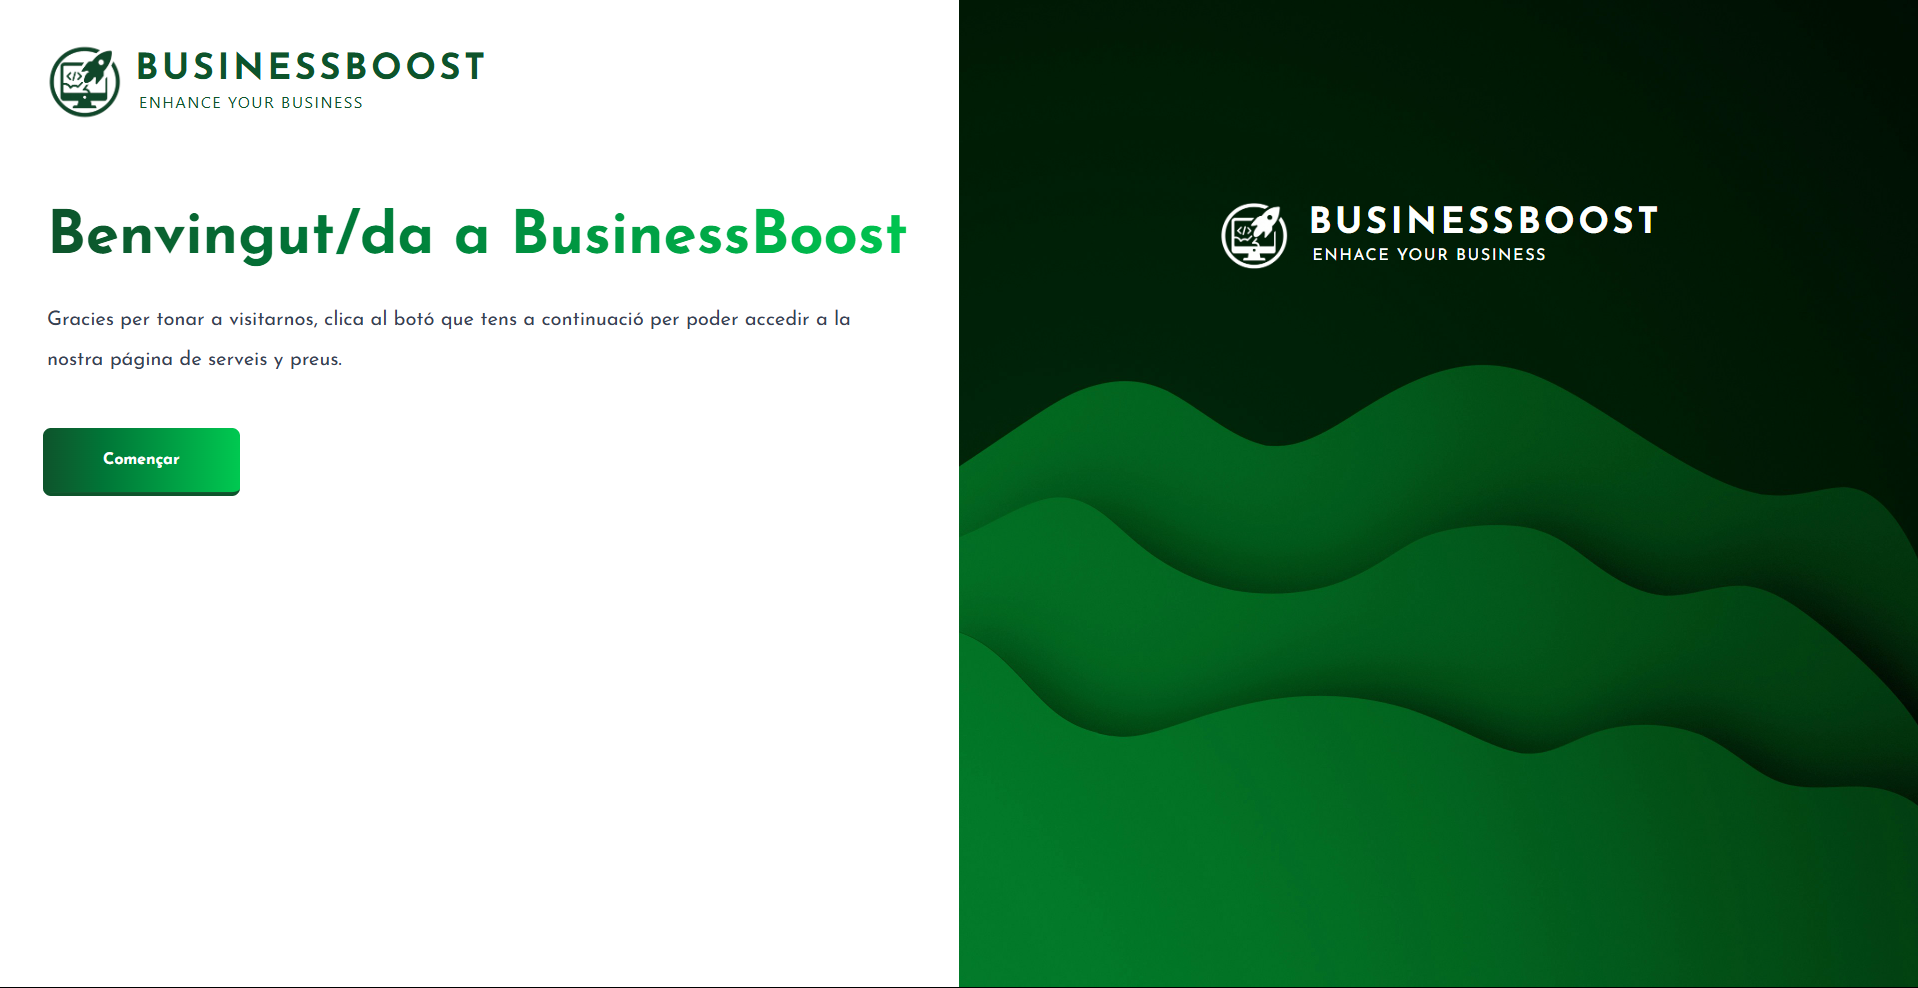 BUSINESSBOOST
ENHANCE YOUR BUSINESS
Benvingut/da a BusinessBoost
Gracies per tonar a visitarnos, clica al botó que tens a continuació per poder accedir a la
nostra página de serveis y preus.
Començar
BUSINESSBOOST
ENHACE YOUR BUSINESS